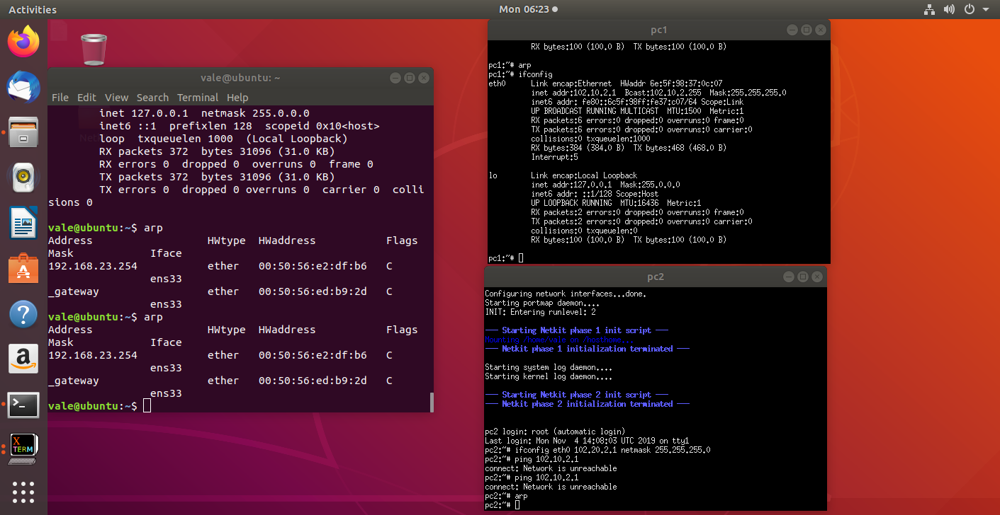 Activities
Mon 06:23
vale@ubuntu: ~
File Edit View Search Terminal Help
inet 127.0.0.1  netmask 255.0.0.0
inet6 ::1  prefixlen 128  scopeid 0x10<host>
loop  txqueuelen 1000  (Local Loopback)
RX packets 372  bytes 31096 (31.0 KB)
RX errors 0  dropped 0  overruns 0  frame 0
TX packets 372  bytes 31096 (31.0 KB)
TX errors 0  dropped 0 overruns 0  carrier 0  colli
sions 0
vale@ubuntu:~$ arp
Address HWtype HWaddress Flags
Mask Iface
192.168.23.254 ether 00:50:56:e2:df:b6 C
ens33
_gateway ether 00:50:56:ed:b9:2d C
ens33
vale@ubuntu:~$ arp
Address HWtype HWaddress Flags
Mask Iface
192.168.23.254 ether 00:50:56:e2:df:b6 C
ens33
_gateway ether 00:50:56:ed:b9:2d C
ens33
vale@ubuntu:~$
pc1
RX bytes:100 (100.0 B)  TX bytes:100 (100.0 B)
pc1:~# arp
pc1:~# ifconfig
eth0 Link encap:Ethernet  HWaddr 6e:5f:98:37:0c:07
inet addr:102.10.2.1  Bcast:102.10.2.255  Mask:255.255.255.0
inet6 addr: fe80::6c5f:98ff:fe37:c07/64 Scope:Link
UP BROADCAST RUNNING MULTICAST  MTU:1500  Metric:1
RX packets:6 errors:0 dropped:0 overruns:0 frame:0
TX packets:6 errors:0 dropped:0 overruns:0 carrier:0
collisions:0 txqueuelen:1000
RX bytes:384 (384.0 B)  TX bytes:468 (468.0 B)
Interrupt:5
lo Link encap:Local Loopback
inet addr:127.0.0.1  Mask:255.0.0.0
inet6 addr: ::1/128 Scope:Host
UP LOOPBACK RUNNING  MTU:16436  Metric:1
RX packets:2 errors:0 dropped:0 overruns:0 frame:0
TX packets:2 errors:0 dropped:0 overruns:0 carrier:0
collisions:0 txqueuelen:0
RX bytes:100 (100.0 B)  TX bytes:100 (100.0 B)
pc1:~#
pc2
Configuring network interfaces...done.
Starting portmap daemon....
INIT: Entering runlevel: 2
─── Starting Netkit phase 1 init script ───
Mounting /home/vale on /hosthome...
─── Netkit phase 1 initialization terminated ───
Starting system log daemon....
Starting kernel log daemon....
─── Starting Netkit phase 2 init script ───
─── Netkit phase 2 initialization terminated ───
pc2 login: root (automatic login)
Last login: Mon Nov  4 14:08:03 UTC 2019 on tty1
pc2:~# ifconfig eth0 102.20.2.1 netmask 255.255.255.0
pc2:~# ping 102.10.2.1
connect: Network is unreachable
pc2:~# ping 102.10.2.1
connect: Network is unreachable
pc2:~# arp
pc2:~#
X
TERM